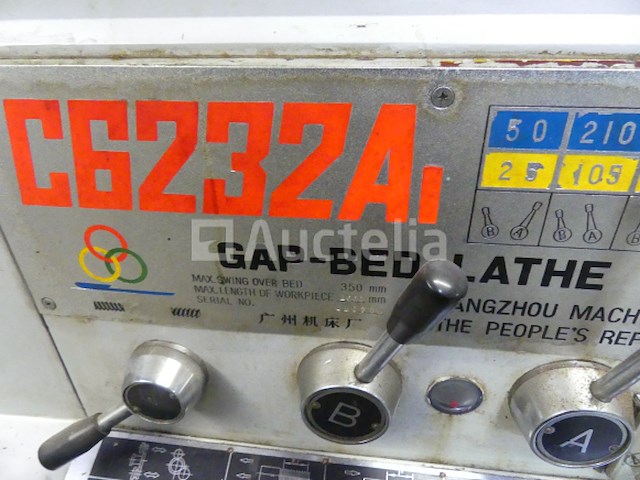 C6232A1
50 210
25 105
B A B A B
Auctelia
GAP-BED LATHE
MAX.SWING OVER BED 350 mm
MAX.LENGTH OF WORKPIECE mm
SERIAL NO.
广州机床厂
ANGZHOU MACH
THE PEOPLE'S REP
B
A